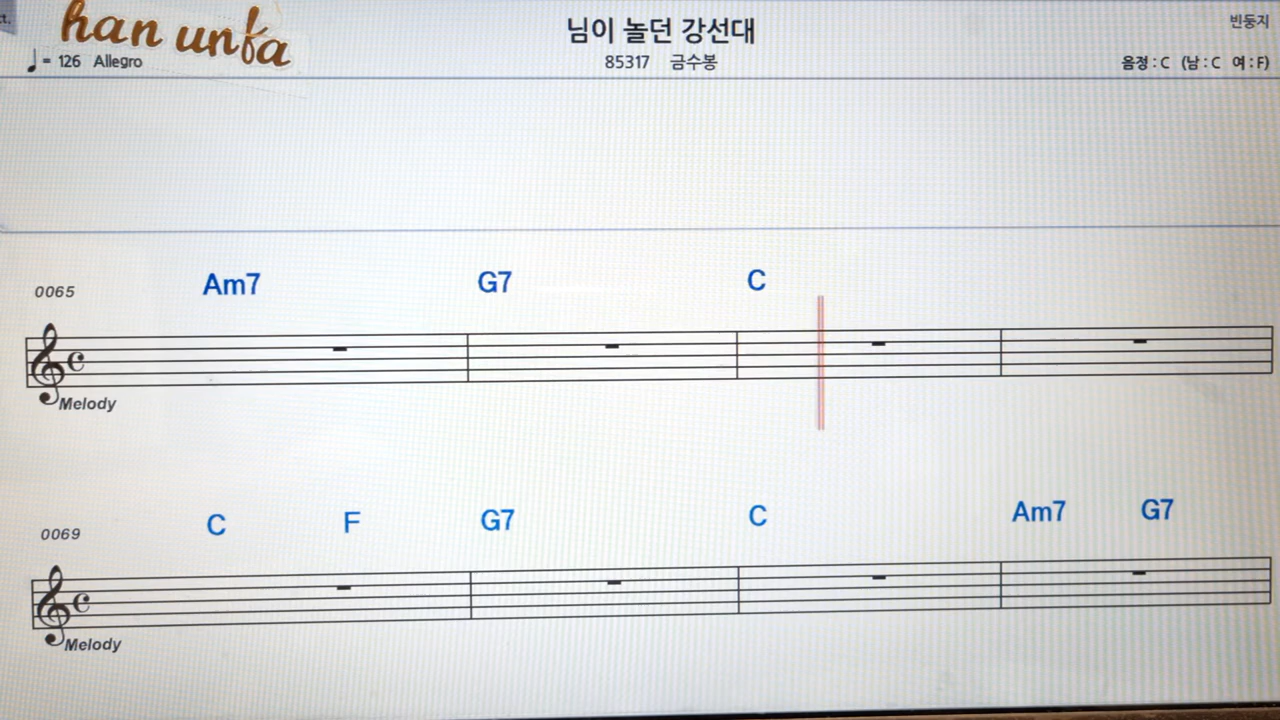 han unfa
님이 놀던 강선대
빈둥지
♩= 126 Allegro
85317 금수봉
음정 : C (남 : C 여 : F)
0065 Am7 G7 C
Melody
0069 C F G7 C Am7 G7
Melody